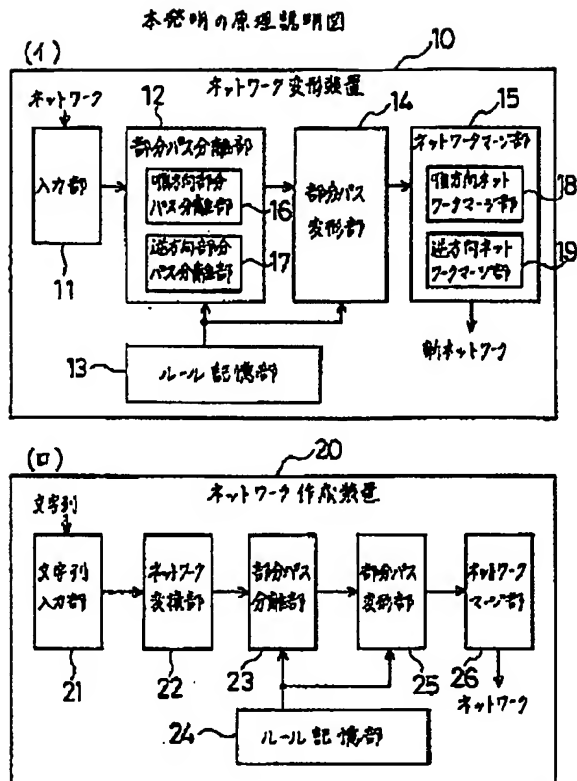 本発明の原理説明図
(イ)
10
ネットワーク変形装置
ネットワーク
入力部
11
12
部分パス分離部
順方向部分
パス分離部
16
逆方向部分
パス分離部
17
14
部分パス
変形部
15
ネットワークマージ部
順方向ネット
ワークマージ部
18
逆方向ネット
ワークマージ部
19
新ネットワーク
13
ルール記憶部
(ロ)
20
ネットワーク作成装置
文字列
文字列
入力部
21
ネットワーク
変換部
22
部分パス
分離部
23
部分パス
変形部
25
ネットワーク
マージ部
26
ネットワーク
24
ルール記憶部